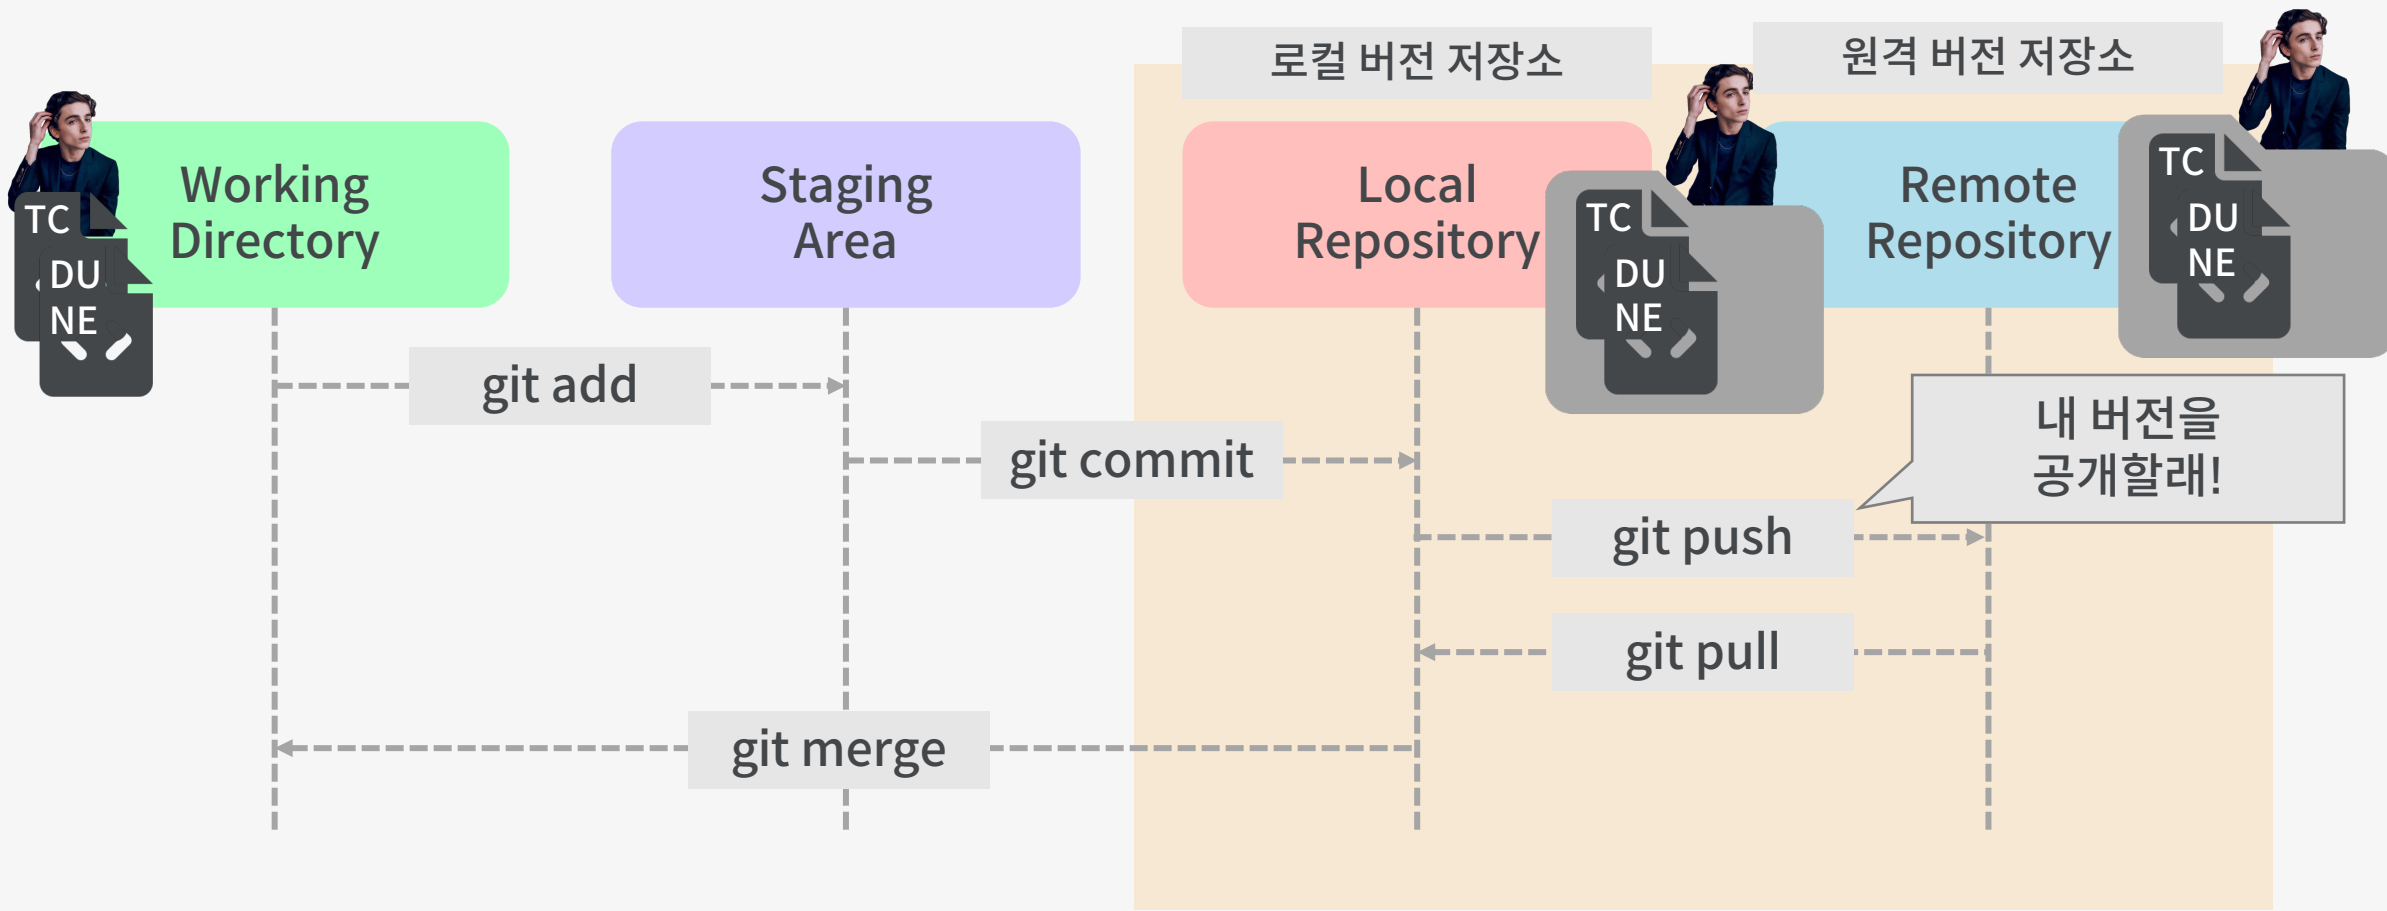 로컬 버전 저장소
원격 버전 저장소
Working
Directory
Staging
Area
Local
Repository
Remote
Repository
TC
DU
NE
TC
DU
NE
TC
DU
NE
git add
git commit
내 버전을
공개할래!
git push
git pull
git merge